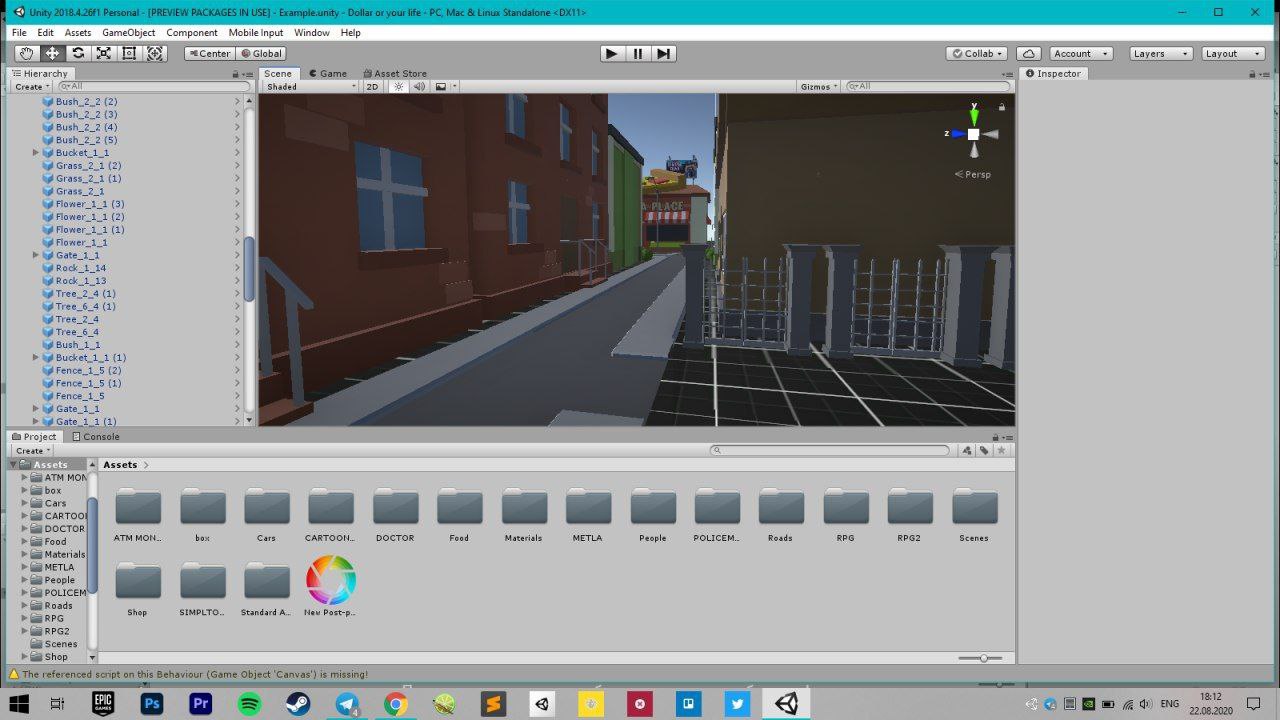 Unity 2018.4.26f1 Personal - [PREVIEW PACKAGES IN USE] - Example.unity - Dollar or your life - PC, Mac & Linux Standalone <DX11>
File Edit Assets GameObject Component Mobile Input Window Help
Center Global Collab Account Layers Layout
Hierarchy Scene Game Asset Store Inspector
Create All Shaded 2D Gizmos All
Bush_2_2 (2)
Bush_2_2 (3)
Bush_2_2 (4)
Bush_2_2 (5)
Bucket_1_1
Grass_2_1 (2)
Grass_2_1 (1)
Grass_2_1
Flower_1_1 (3)
Flower_1_1 (2)
Flower_1_1 (1)
Flower_1_1
Gate_1_1
Rock_1_14
Rock_1_13
Tree_2_4 (1)
Tree_6_4 (1)
Tree_2_4
Tree_6_4
Bush_1_1
Bucket_1_1 (1)
Fence_1_5 (2)
Fence_1_5 (1)
Fence_1_5
Gate_1_1
Gate_1_1 (1)
y
z
Persp
A PLACE
Project Console
Create
Assets
ATM MON
box
Cars
CARTOON
DOCTOR
Food
Materials
METLA
People
POLICEM
Roads
RPG
RPG2
Scenes
Shop
Assets
ATM MON... box Cars CARTOON... DOCTOR Food Materials METLA People POLICEM... Roads RPG RPG2 Scenes
Shop SIMPLTO... Standard A... New Post-p...
The referenced script on this Behaviour (Game Object 'Canvas') is missing!
EPIC GAMES Ps Pr 4 ENG 18:12
22.08.2020